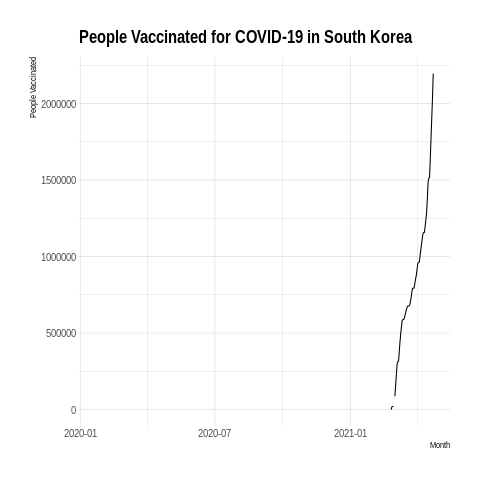 People Vaccinated for COVID-19 in South Korea
People Vaccinated
2000000
1500000
1000000
500000
0
2020-01
2020-07
2021-01
Month